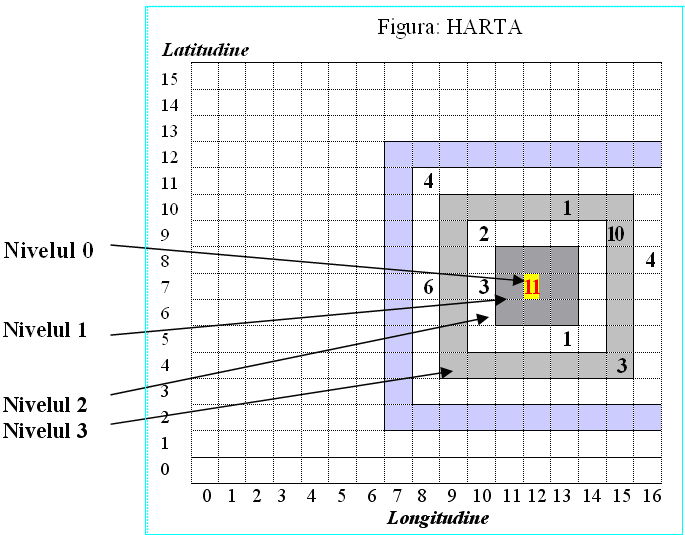 Figura: HARTA
Latitudine
15
14
13
12
11 4
10 1
9 2 10
Nivelul 0
8 4
7 6 3 11
6
Nivelul 1
5 1
4 3
3
Nivelul 2
2
Nivelul 3
1
0
0 1 2 3 4 5 6 7 8 9 10 11 12 13 14 15 16
Longitudine